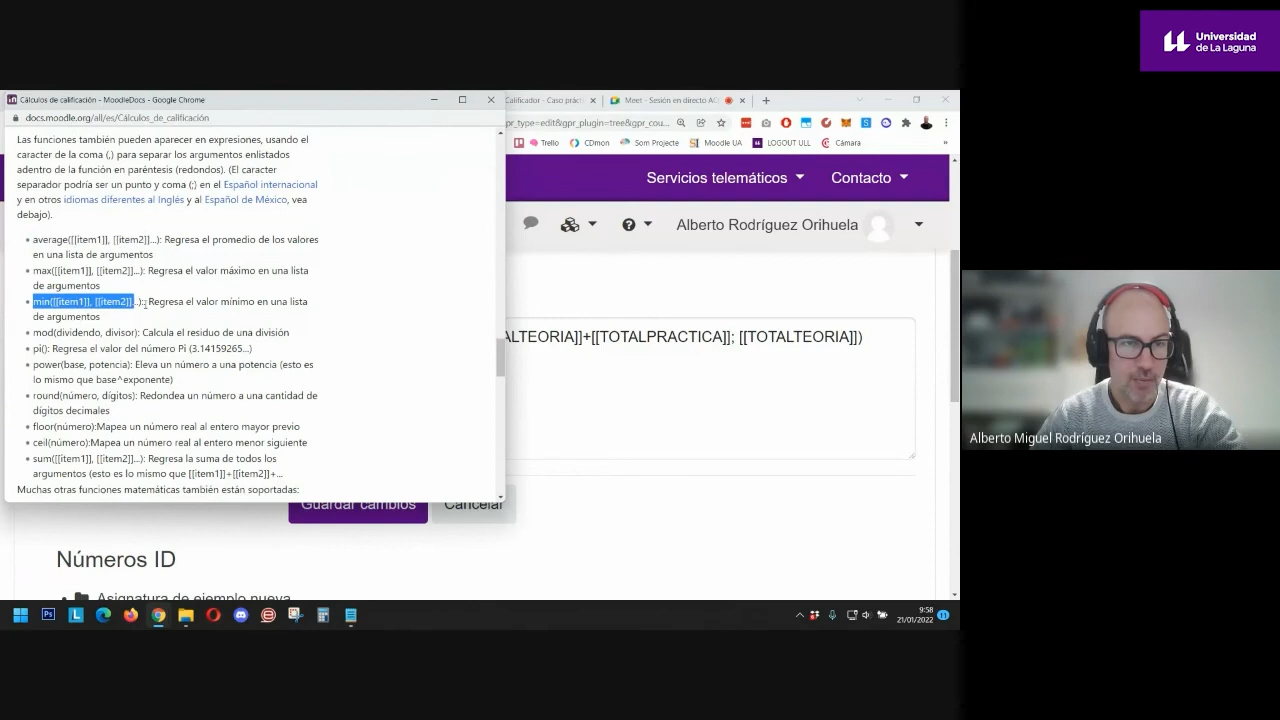 Universidad
de La Laguna
Cálculos de calificación - MoodleDocs - Google Chrome
docs.moodle.org/all/es/Cálculos_de_calificación
Las funciones también pueden aparecer en expresiones, usando el
caracter de la coma (,) para separar los argumentos enlistados
adentro de la función en paréntesis (redondos). (El caracter
separador podría ser un punto y coma (;) en el Español internacional
y en otros idiomas diferentes al Inglés y al Español de México, vea
debajo).
average([[item1]], [[item2]]...): Regresa el promedio de los valores
en una lista de argumentos
max([[item1]], [[item2]]...): Regresa el valor máximo en una lista
de argumentos
min([[item1]], [[item2]]...): Regresa el valor mínimo en una lista
de argumentos
mod(dividendo, divisor): Calcula el residuo de una división
pi(): Regresa el valor del número Pi (3.14159265...)
power(base, potencia): Eleva un número a una potencia (esto es
lo mismo que base^exponente)
round(número, dígitos): Redondea un número a una cantidad de
dígitos decimales
floor(número):Mapea un número real al entero mayor previo
ceil(número):Mapea un número real al entero menor siguiente
sum([[item1]], [[item2]]...): Regresa la suma de todos los
argumentos (esto es lo mismo que [[item1]]+[[item2]]+...
Muchas otras funciones matemáticas también están soportadas:
Calificador - Caso prác
Meet - Sesión en directo A
pr_type=edit&gpr_plugin=tree&gpr_cou...
Trello
CDmon
Som Projecte
Moodle UA
LOGOUT ULL
Cámara
Servicios telemáticos
Contacto
Alberto Rodríguez Orihuela
ALTEORIA]]+[[TOTALPRACTICA]]; [[TOTALTEORIA]])
Guardar cambios
Cancelar
Números ID
Asignatura de ejemplo nueva
9:58
21/01/2022
Alberto Miguel Rodríguez Orihuela